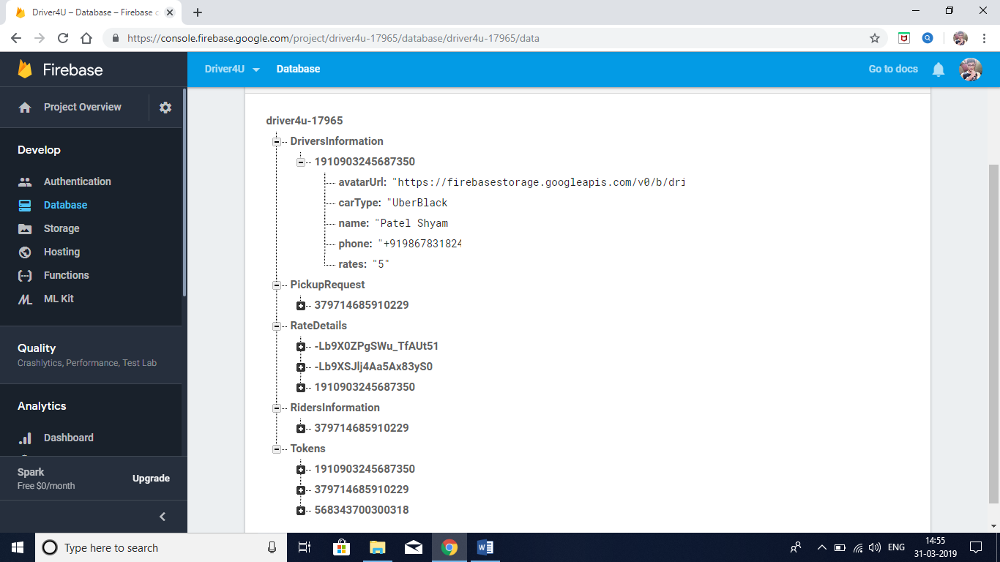 Driver4U – Database – Firebase c
https://console.firebase.google.com/project/driver4u-17965/database/driver4u-17965/data
Firebase
Driver4U
Database
Go to docs
Project Overview
Develop
Authentication
Database
Storage
Hosting
Functions
ML Kit
Quality
Crashlytics, Performance, Test Lab
Analytics
Dashboard
Spark
Free $0/month
Upgrade
driver4u-17965
DriversInformation
1910903245687350
avatarUrl: "https://firebasestorage.googleapis.com/v0/b/dri
carType: "UberBlack
name: "Patel Shyam
phone: "+919867831824
rates: "5"
PickupRequest
379714685910229
RateDetails
-Lb9X0ZPgSWu_TfAUt51
-Lb9XSJlj4Aa5Ax83yS0
1910903245687350
RidersInformation
379714685910229
Tokens
1910903245687350
379714685910229
568343700300318
Type here to search
ENG
14:55
31-03-2019